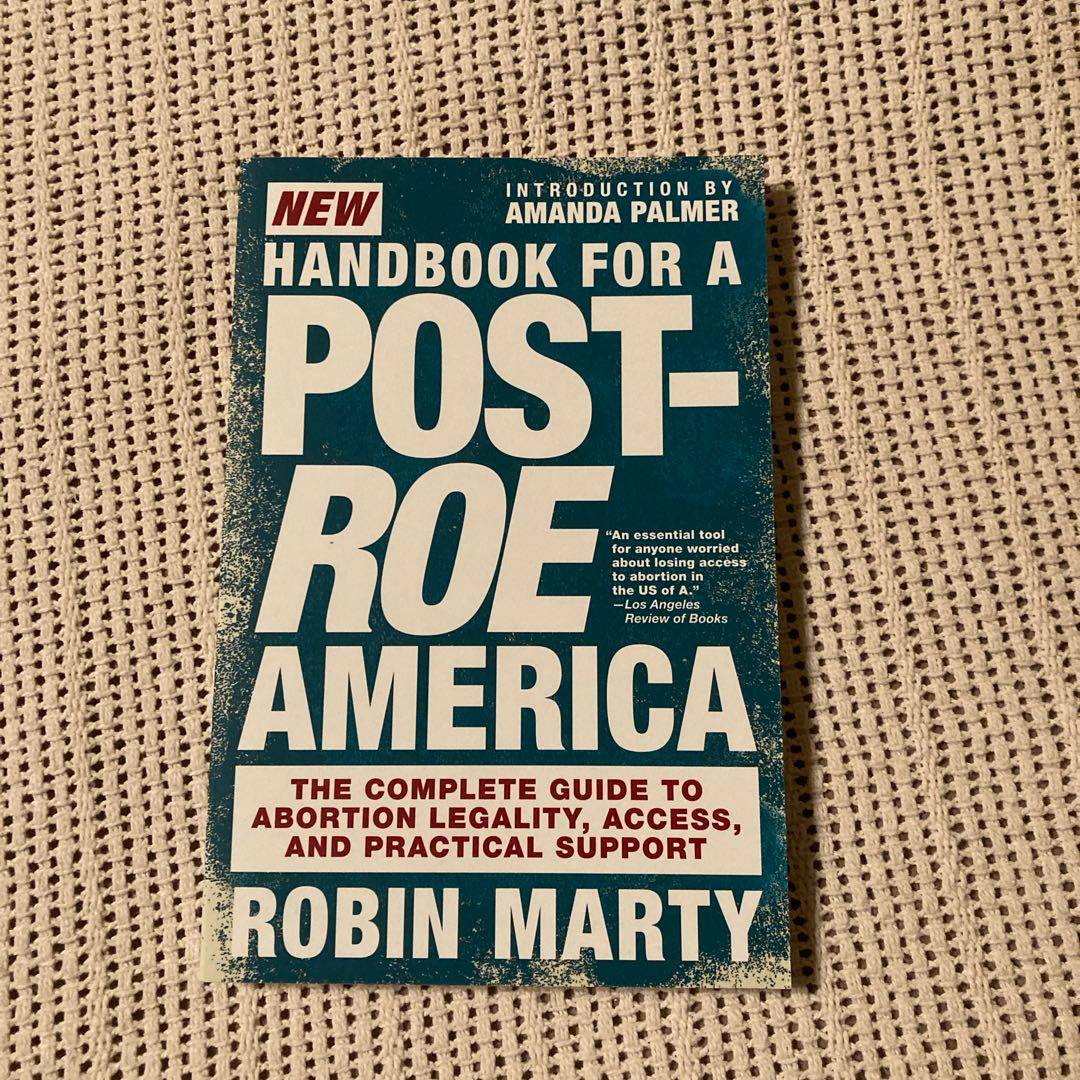 NEW
INTRODUCTION BY
AMANDA PALMER
HANDBOOK FOR A
POST-
ROE
AMERICA
“An essential tool
for anyone worried
about losing access
to abortion in
the US of A.”
—Los Angeles
Review of Books
THE COMPLETE GUIDE TO
ABORTION LEGALITY, ACCESS,
AND PRACTICAL SUPPORT
ROBIN MARTY